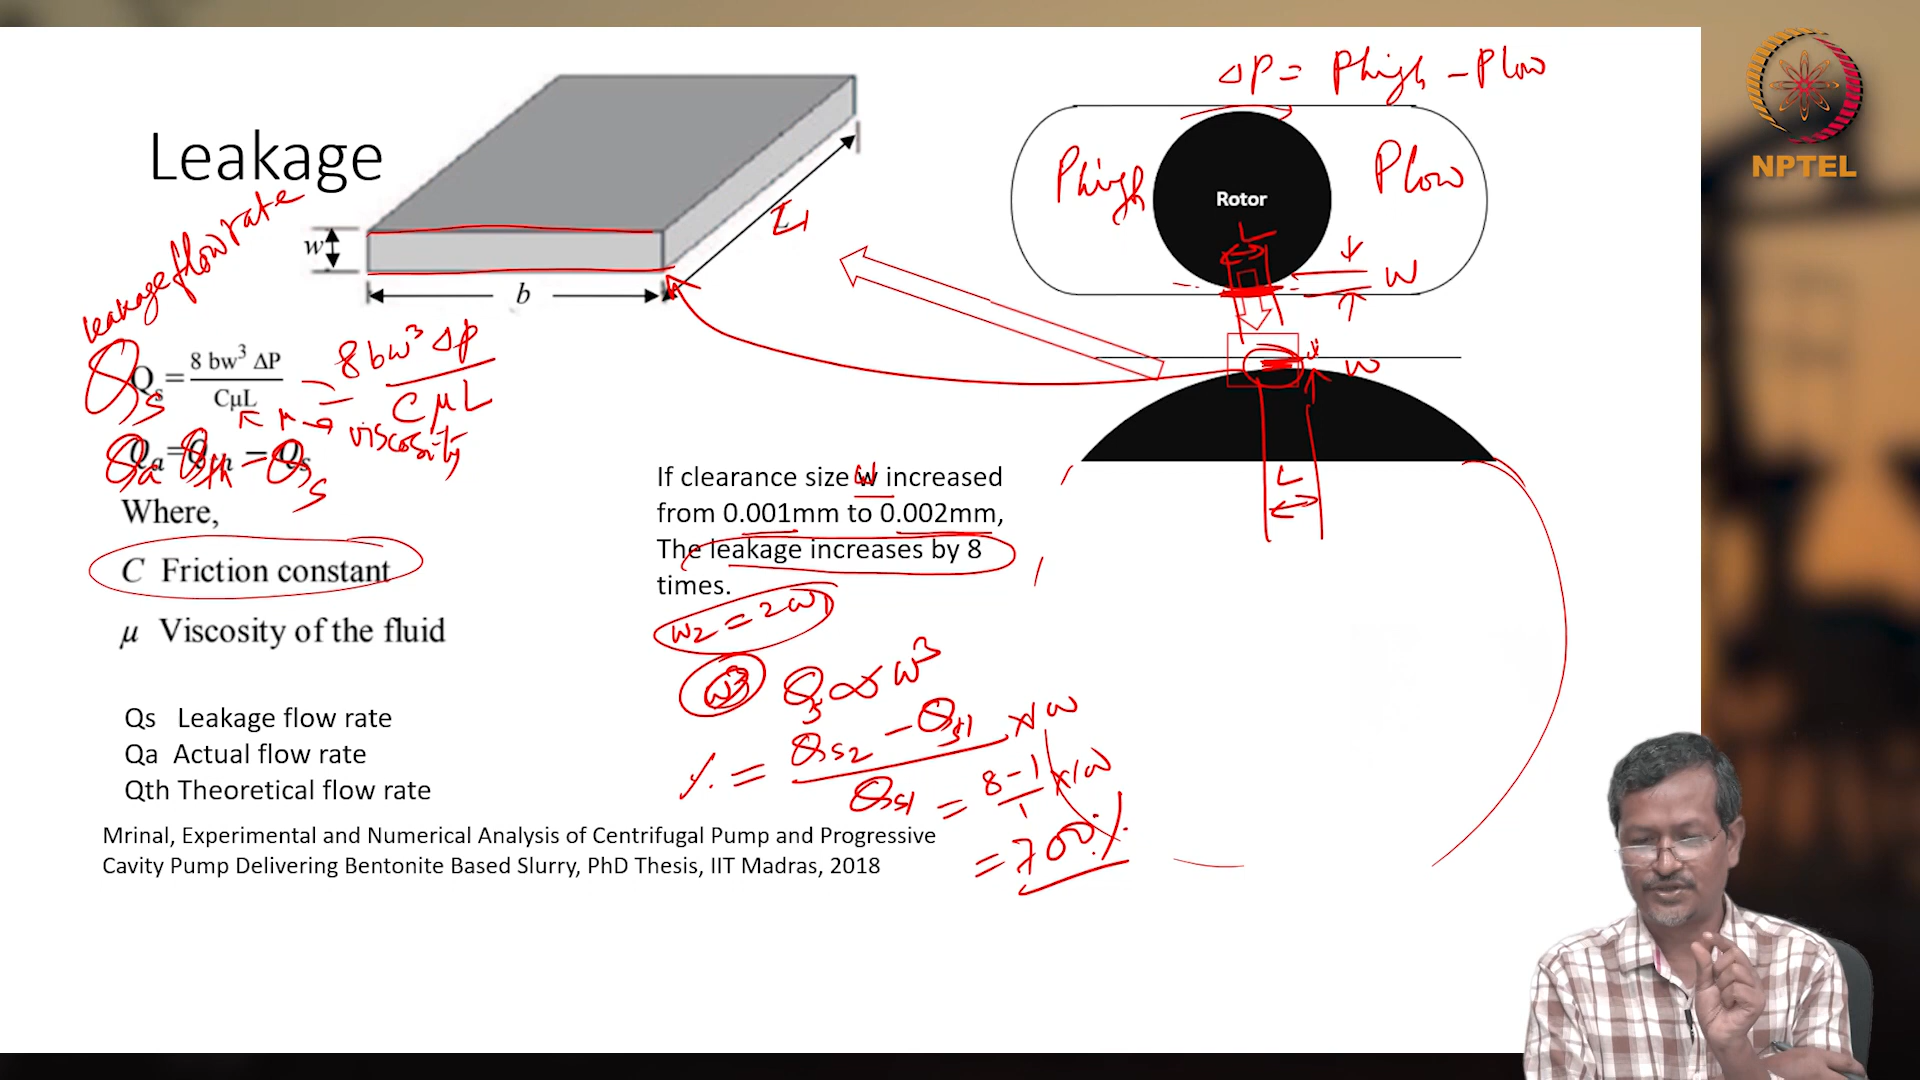 Leakage
leakage flow rate
w
b
L
Qs = 8 bw³ ΔP / CμL
= 8 bw³ ΔP / C μ L
μ → viscosity
Qa = Qth - Qs
Where,
C Friction constant
μ Viscosity of the fluid
Qs Leakage flow rate
Qa Actual flow rate
Qth Theoretical flow rate
Mrinal, Experimental and Numerical Analysis of Centrifugal Pump and Progressive
Cavity Pump Delivering Bentonite Based Slurry, PhD Thesis, IIT Madras, 2018
If clearance size w increased
from 0.001mm to 0.002mm,
The leakage increases by 8
times.
w2 = 2w1
w³ Qs ∝ w³
% = Qs2 - Qs1 / Qs1 × 100
= 8-1 / 1 × 100
= 700%
ΔP = Phigh - Plow
Phigh
Rotor
Plow
L
w
w
L
NPTEL